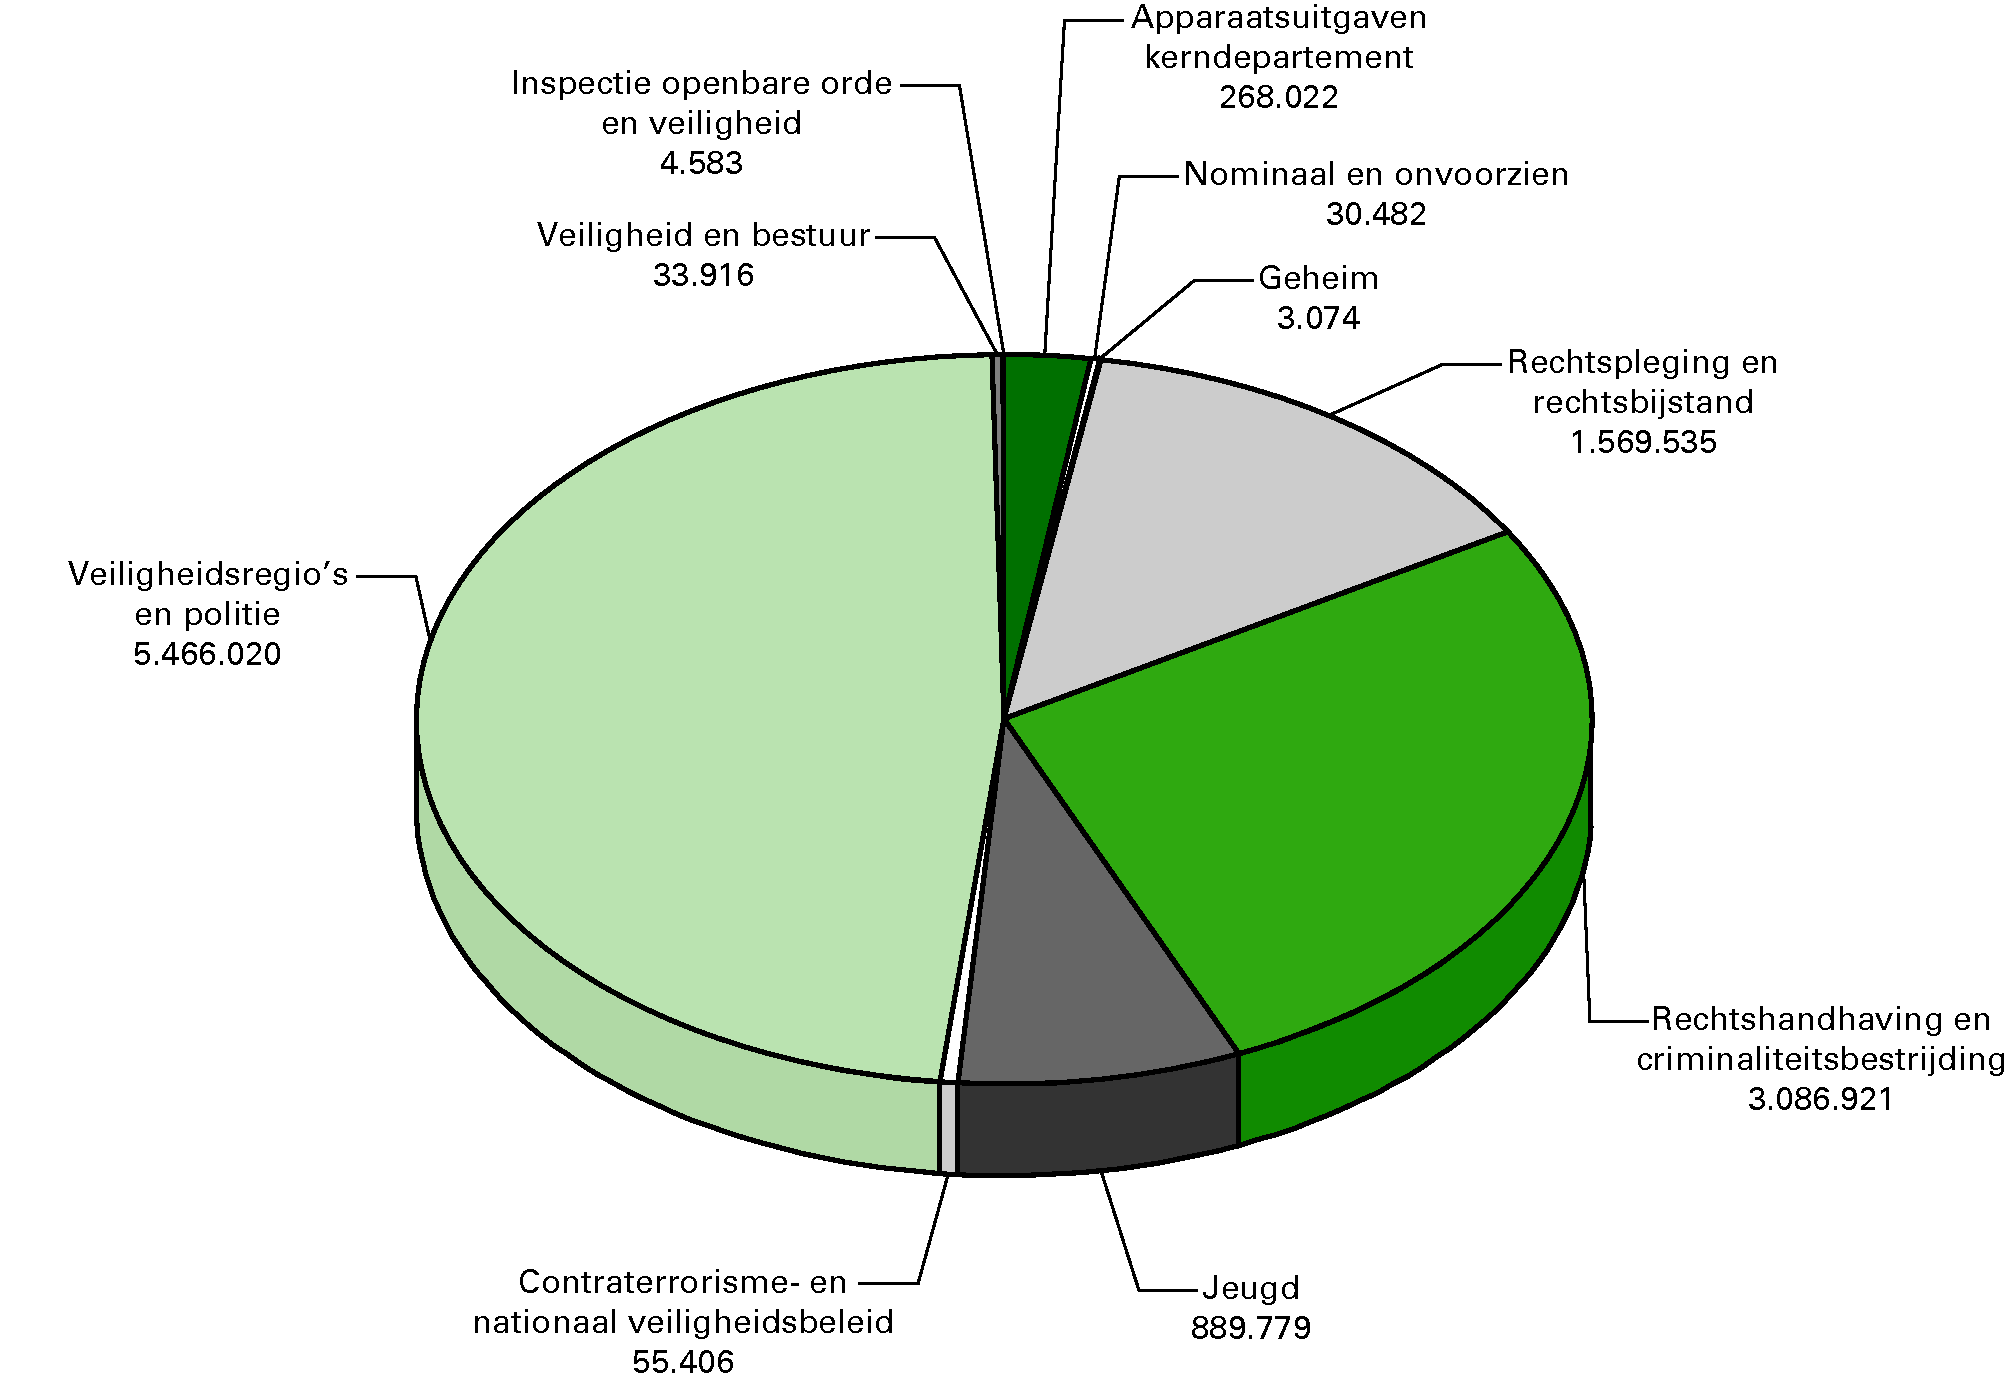 Apparaatsuitgaven
kerndepartement
268.022
Inspectie openbare orde
en veiligheid
4.583
Nominaal en onvoorzien
30.482
Veiligheid en bestuur
33.916
Geheim
3.074
Rechtspleging en
rechtsbijstand
1.569.535
Veiligheidsregio’s
en politie
5.466.020
Rechtshandhaving en
criminaliteitsbestrijding
3.086.921
Contraterrorisme- en
nationaal veiligheidsbeleid
55.406
Jeugd
889.779